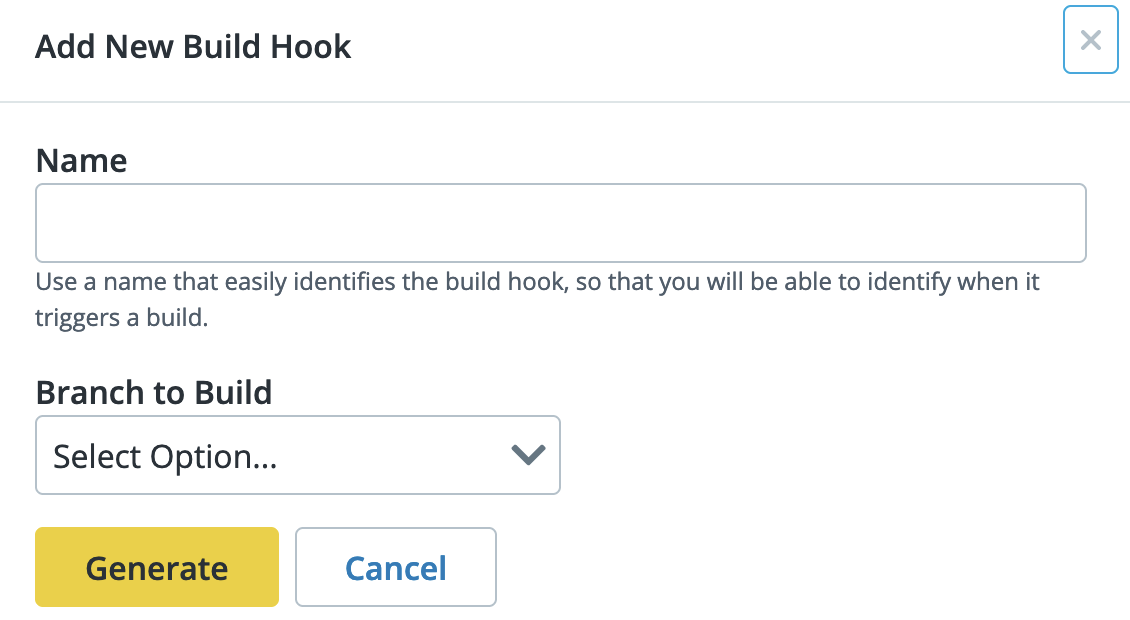 Add New Build Hook
Name
Use a name that easily identifies the build hook, so that you will be able to identify when it
triggers a build.
Branch to Build
Select Option...
Generate
Cancel